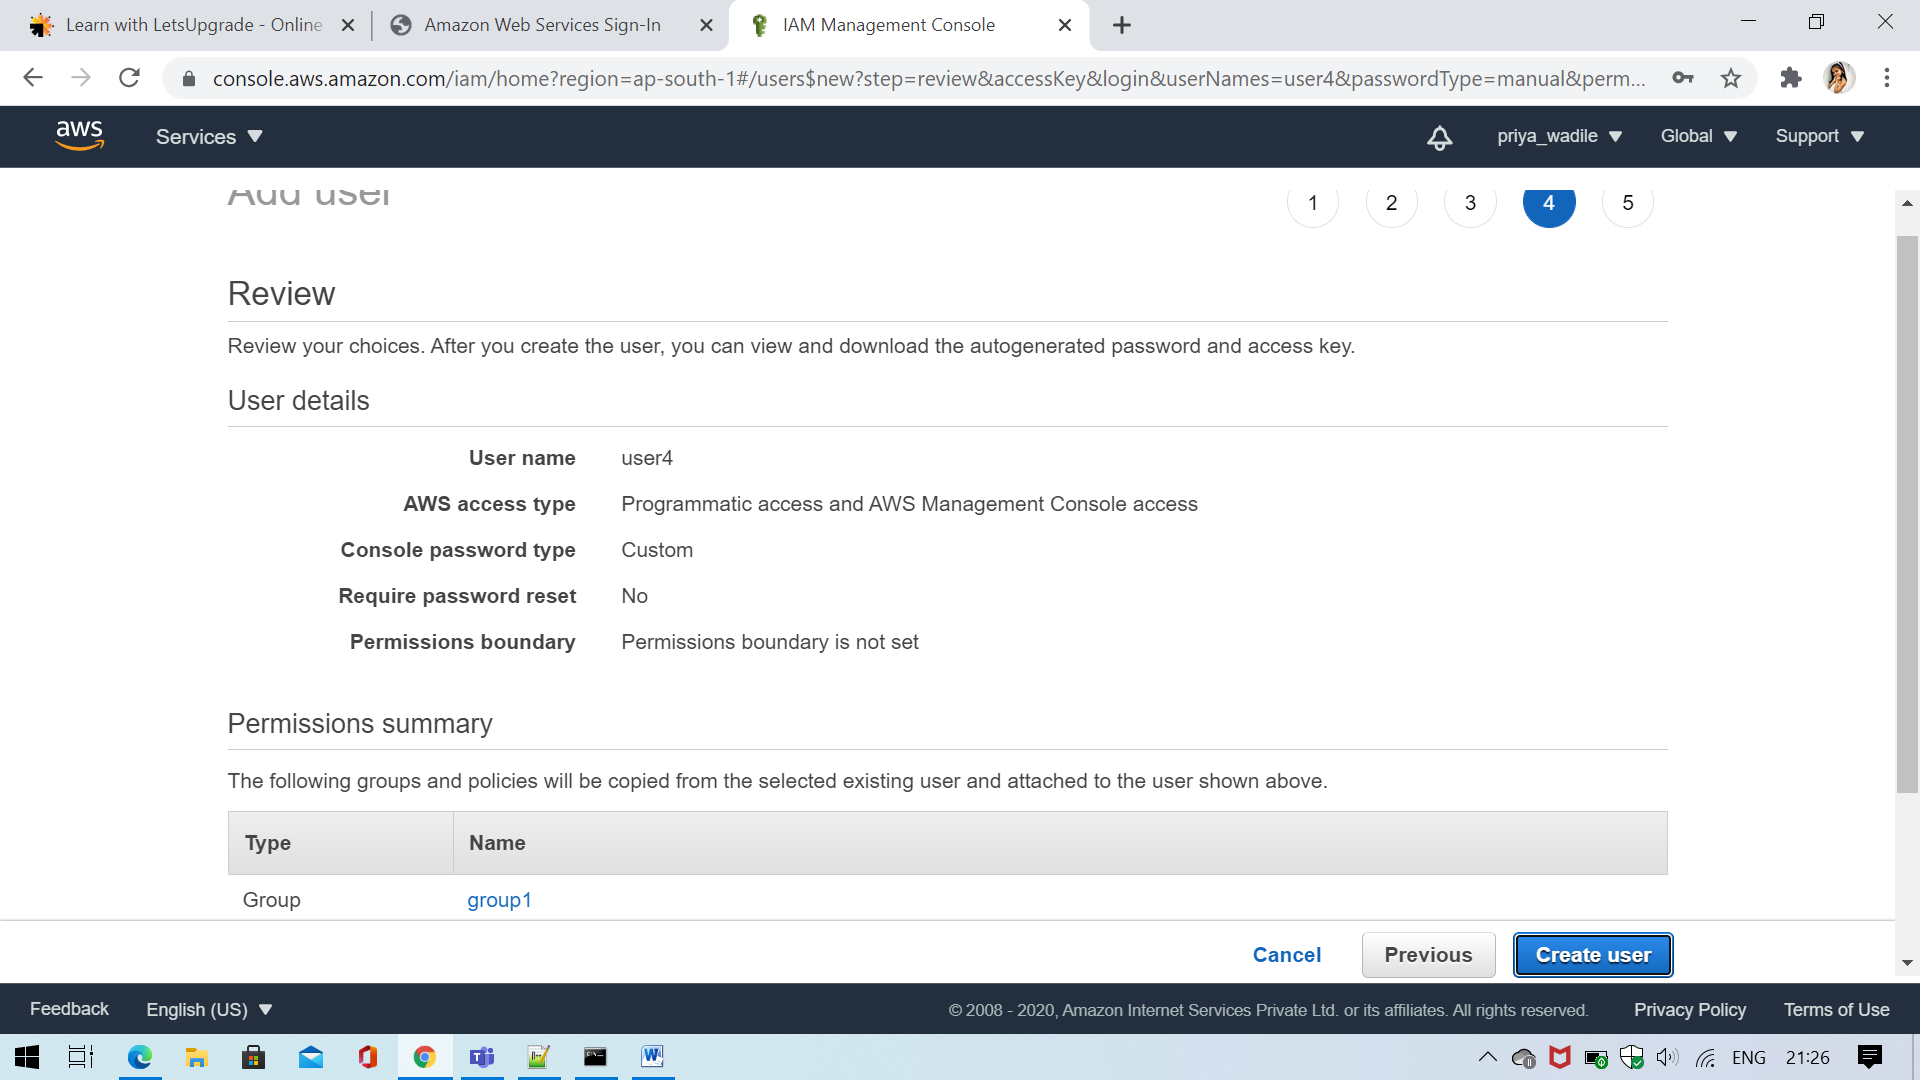 Learn with LetsUpgrade - Online
Amazon Web Services Sign-In
IAM Management Console
console.aws.amazon.com/iam/home?region=ap-south-1#/users$new?step=review&accessKey&login&userNames=user4&passwordType=manual&perm...
aws
Services
priya_wadile
Global
Support
Add user
1 2 3 4 5
Review
Review your choices. After you create the user, you can view and download the autogenerated password and access key.
User details
User name user4
AWS access type Programmatic access and AWS Management Console access
Console password type Custom
Require password reset No
Permissions boundary Permissions boundary is not set
Permissions summary
The following groups and policies will be copied from the selected existing user and attached to the user shown above.
Type Name
Group group1
Cancel Previous Create user
Feedback English (US) © 2008 - 2020, Amazon Internet Services Private Ltd. or its affiliates. All rights reserved. Privacy Policy Terms of Use
ENG 21:26